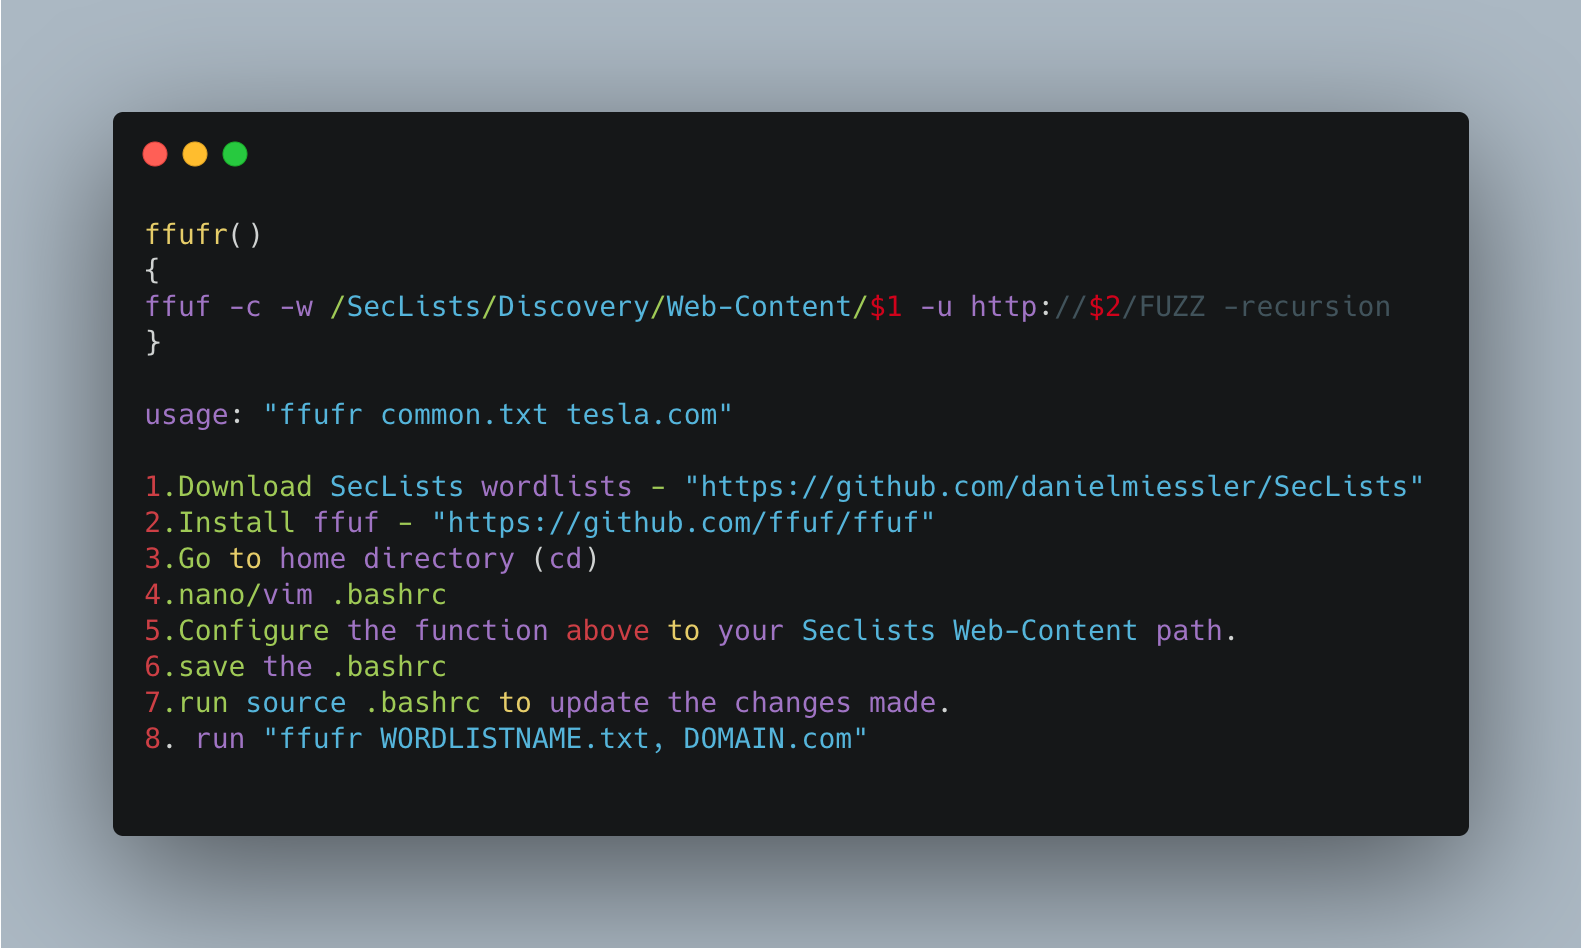 ffufr()
{
ffuf -c -w /SecLists/Discovery/Web-Content/$1 -u http://$2/FUZZ -recursion
}
usage: "ffufr common.txt tesla.com"
1.Download SecLists wordlists - "https://github.com/danielmiessler/SecLists"
2.Install ffuf - "https://github.com/ffuf/ffuf"
3.Go to home directory (cd)
4.nano/vim .bashrc
5.Configure the function above to your Seclists Web-Content path.
6.save the .bashrc
7.run source .bashrc to update the changes made.
8. run "ffufr WORDLISTNAME.txt, DOMAIN.com"